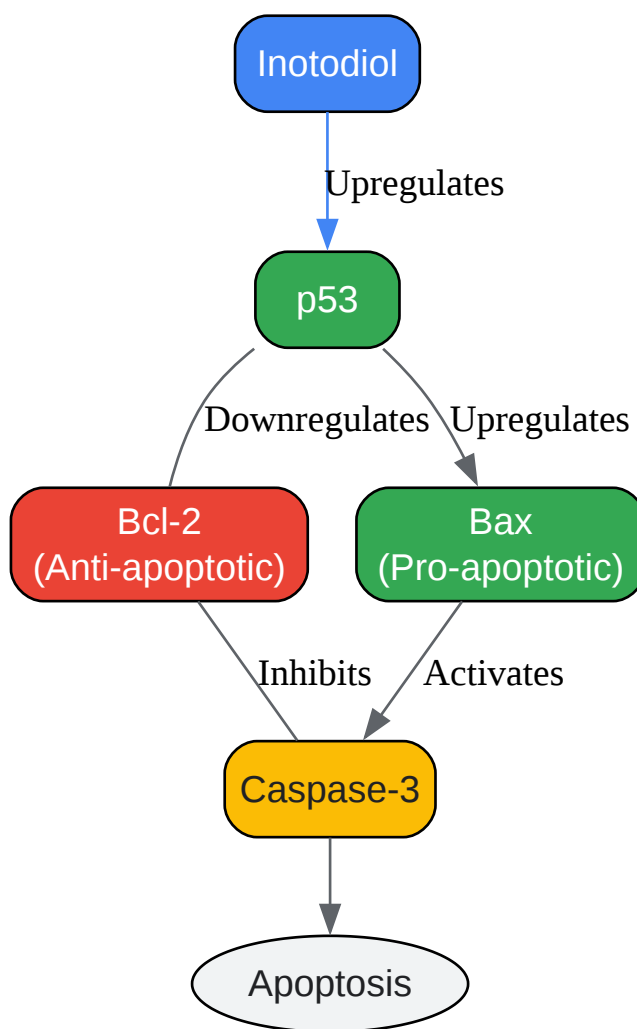 Inotodiol
Upregulates
p53
Downregulates
Upregulates
Bcl-2
(Anti-apoptotic)
Bax
(Pro-apoptotic)
Inhibits
Activates
Caspase-3
Apoptosis